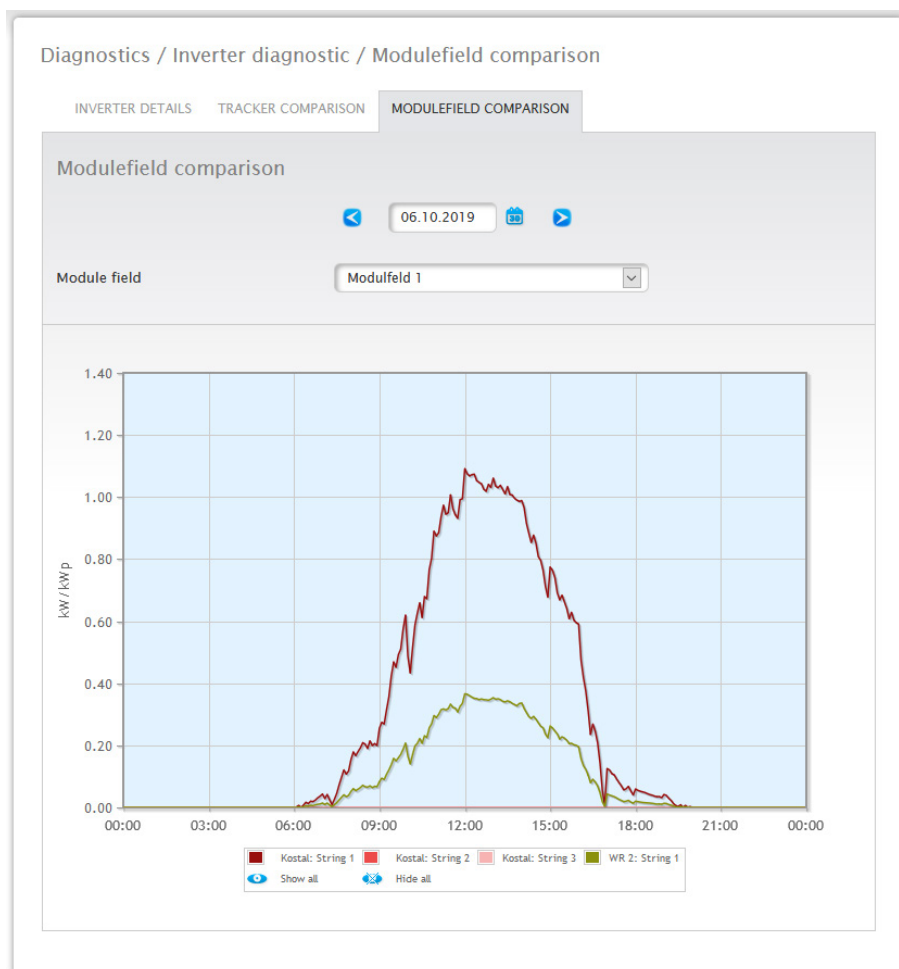 Diagnostics / Inverter diagnostic / Modulefield comparison
INVERTER DETAILS TRACKER COMPARISON MODULEFIELD COMPARISON
Modulefield comparison
06.10.2019 30
Module field Modulfeld 1
1.40
1.20
1.00
0.80
0.60
0.40
0.20
0.00
kW/kWp
00:00 03:00 06:00 09:00 12:00 15:00 18:00 21:00 00:00
Kostal: String 1 Kostal: String 2 Kostal: String 3 WR 2: String 1
Show all Hide all